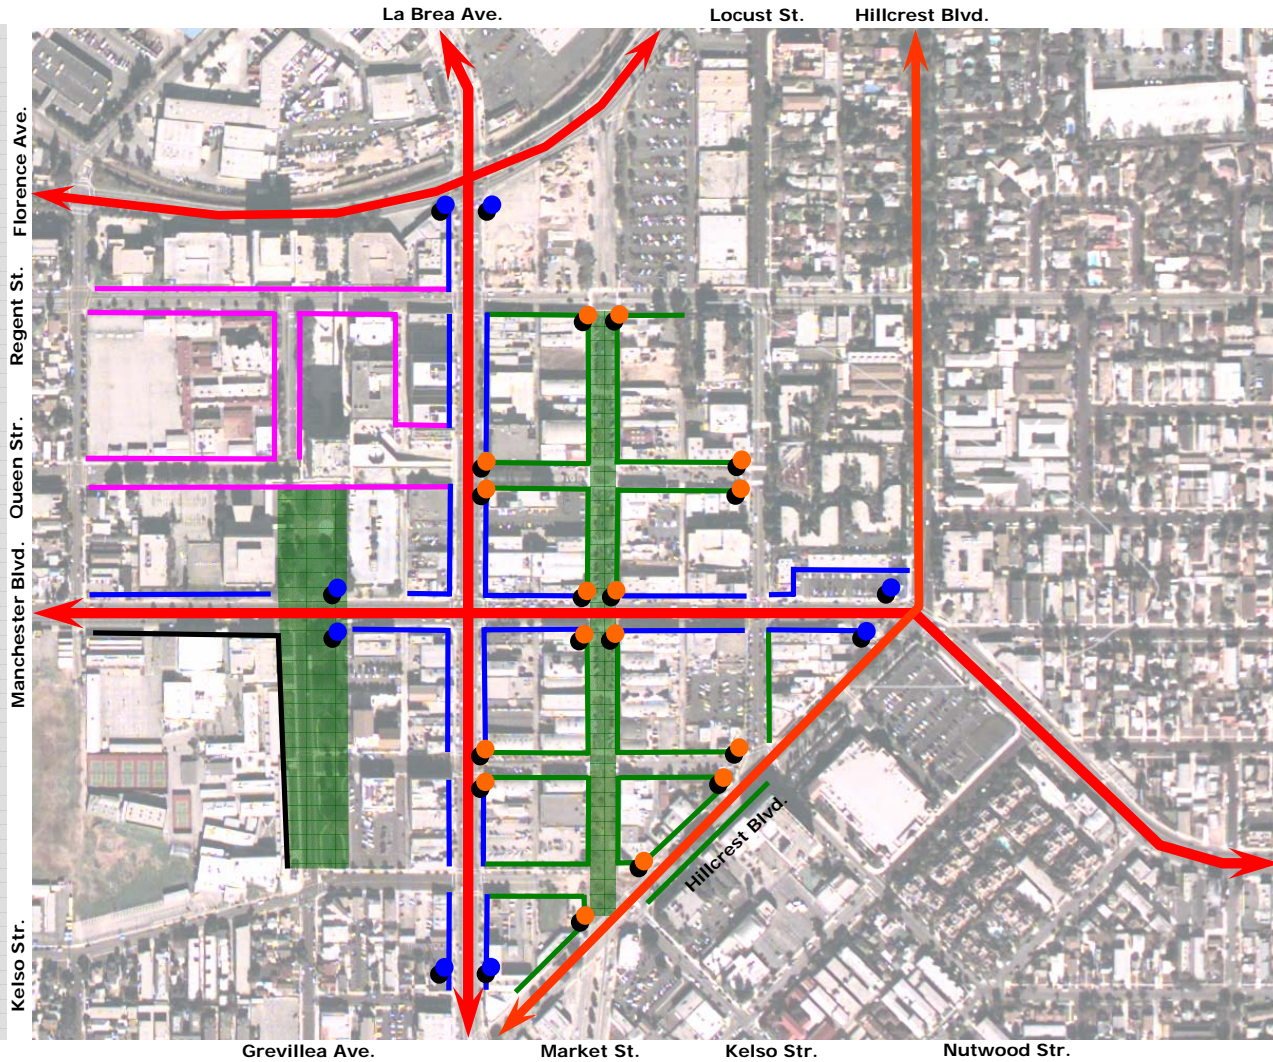 La Brea Ave.
Locust St.
Hillcrest Blvd.
Florence Ave.
Regent St.
Queen Str.
Manchester Blvd.
Hillcrest Blvd.
Kelso Str.
Grevillea Ave.
Market St.
Kelso Str.
Nutwood Str.